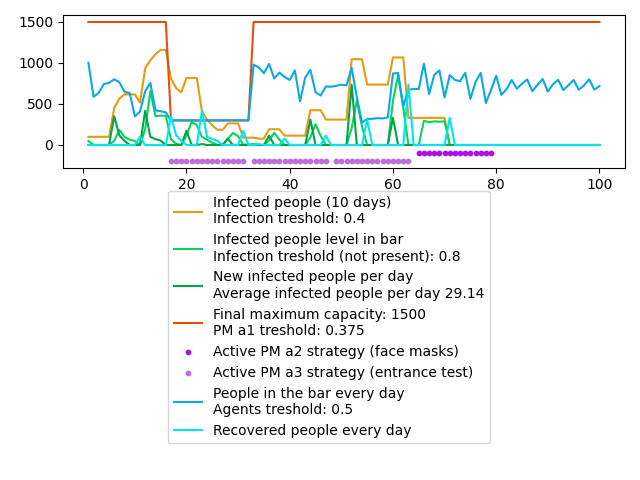 1500
1000
500
0
0 20 40 60 80 100
Infected people (10 days)
Infection treshold: 0.4
Infected people level in bar
Infection treshold (not present): 0.8
New infected people per day
Average infected people per day 29.14
Final maximum capacity: 1500
PM a1 treshold: 0.375
Active PM a2 strategy (face masks)
Active PM a3 strategy (entrance test)
People in the bar every day
Agents treshold: 0.5
Recovered people every day